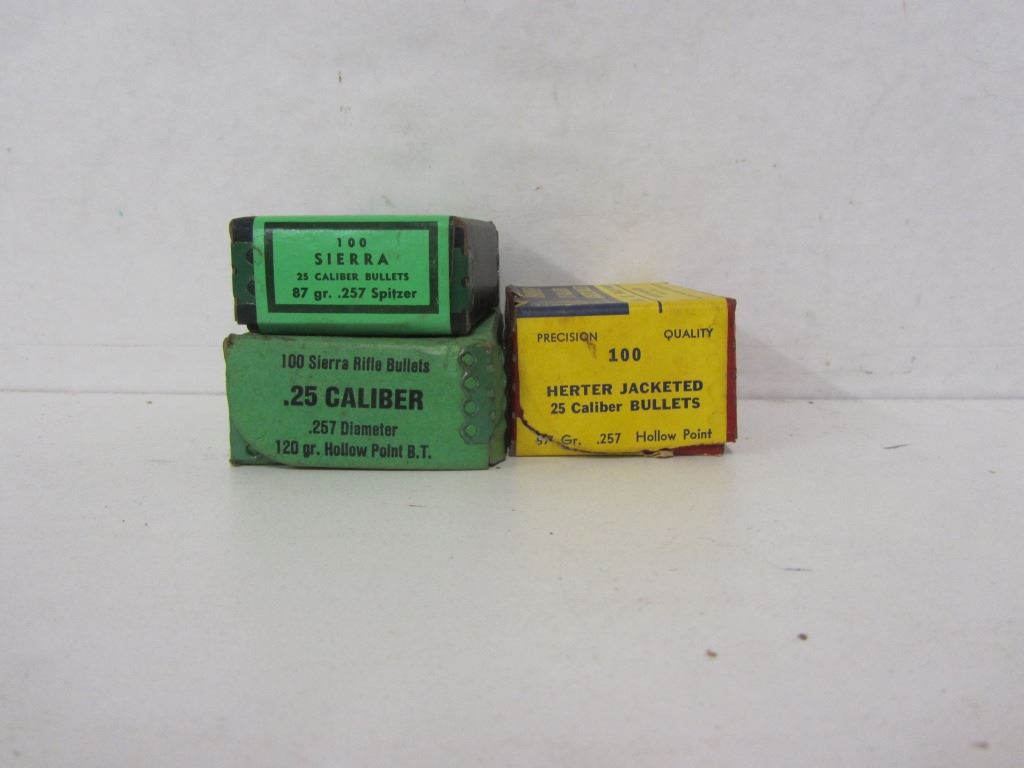 100
SIERRA
25 CALIBER BULLETS
87 gr. .257 Spitzer
100 Sierra Rifle Bullets
.25 CALIBER
.257 Diameter
120 gr. Hollow Point B.T.
PRECISION QUALITY
100
HERTER JACKETED
25 Caliber BULLETS
87 Gr. .257 Hollow Point